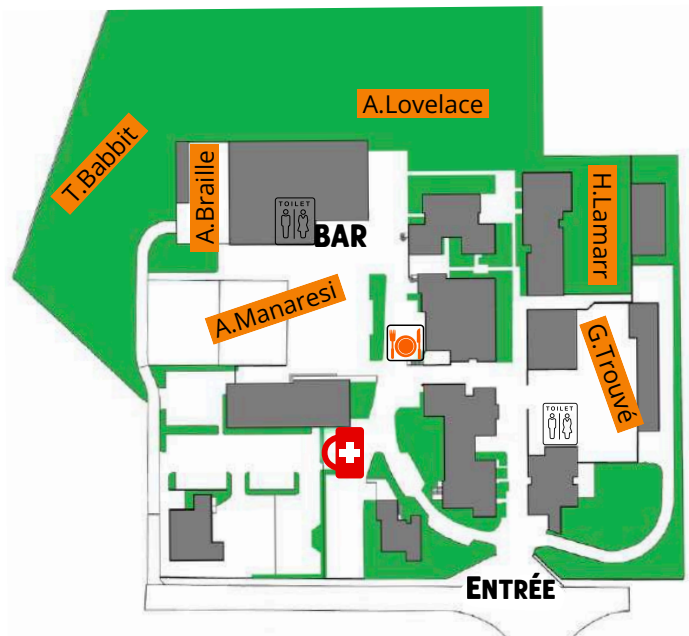 A.Lovelace
T.Babbit
A.Braille
H.Lamarr
TOILET
BAR
A.Manaresi
G.Trouvé
TOILET
ENTRÉE